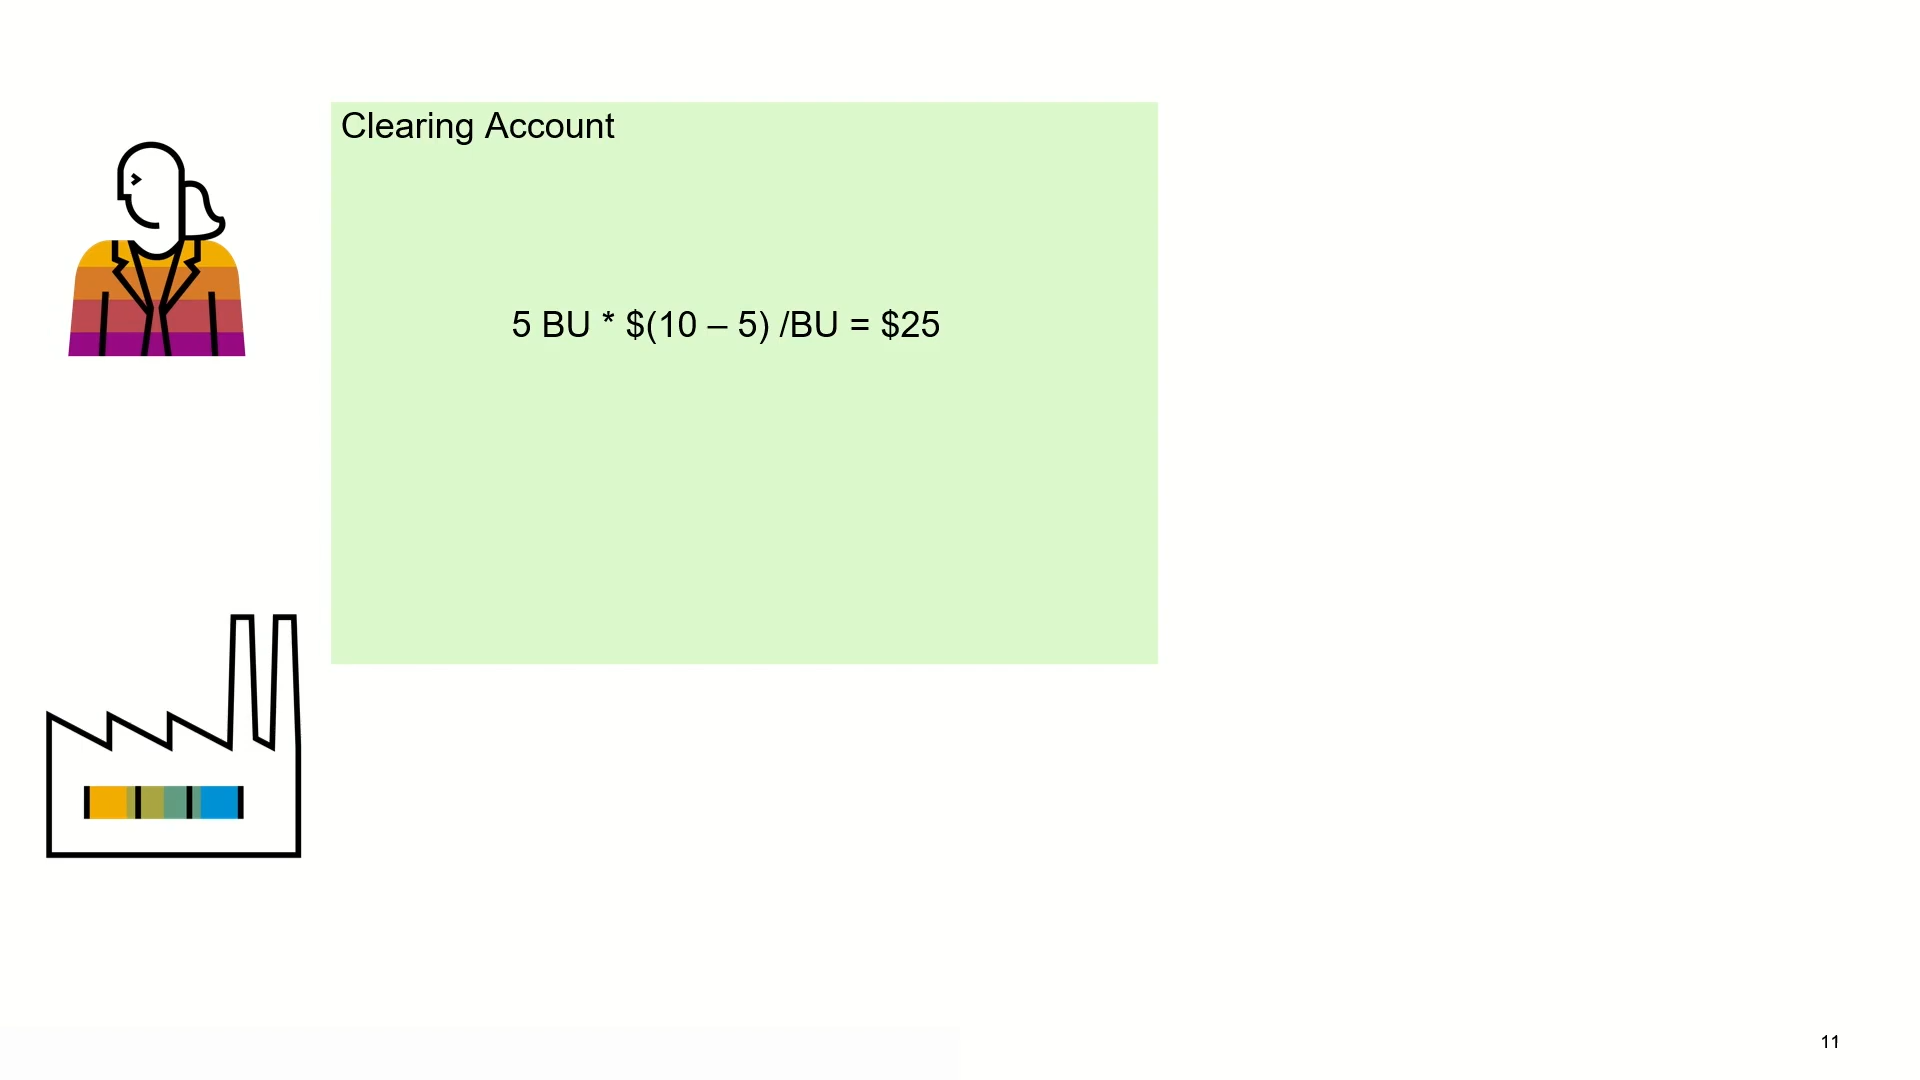 Clearing Account
5 BU * $(10 – 5) /BU = $25
11